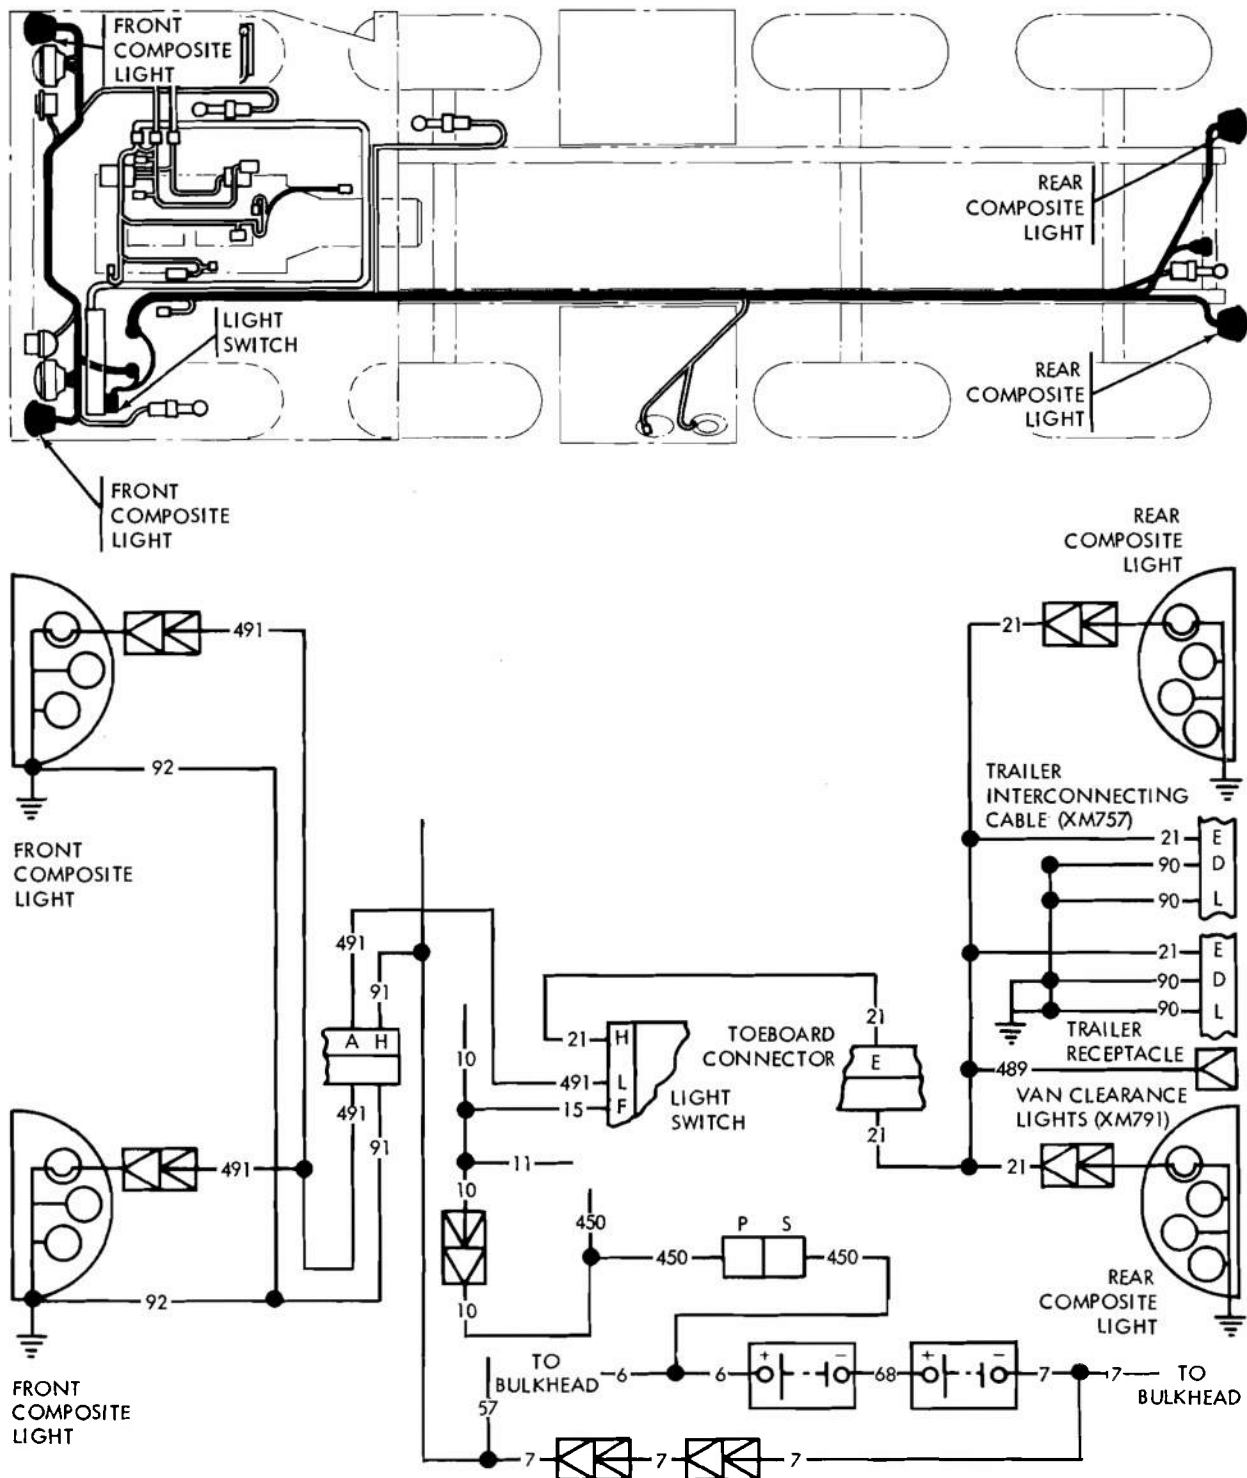 FRONT
COMPOSITE
LIGHT
REAR
COMPOSITE
LIGHT
LIGHT
SWITCH
REAR
COMPOSITE
LIGHT
FRONT
COMPOSITE
LIGHT
REAR
COMPOSITE
LIGHT
491
21
92
TRAILER
INTERCONNECTING
CABLE (XM757)
FRONT
COMPOSITE
LIGHT
21 E
90 D
90 L
491
91
21 E
90 D
90 L
21
A H
10
21 H
TOEBOARD
CONNECTOR
E
TRAILER
RECEPTACLE
491 L
15 F
LIGHT
SWITCH
489
VAN CLEARANCE
LIGHTS (XM791)
491
91
21
491
11
21
10
450
P S
450
450
92
10
REAR
COMPOSITE
LIGHT
FRONT
COMPOSITE
LIGHT
TO
BULKHEAD
6
6
+ −
68
+ −
7
7
TO
BULKHEAD
57
7
7
7